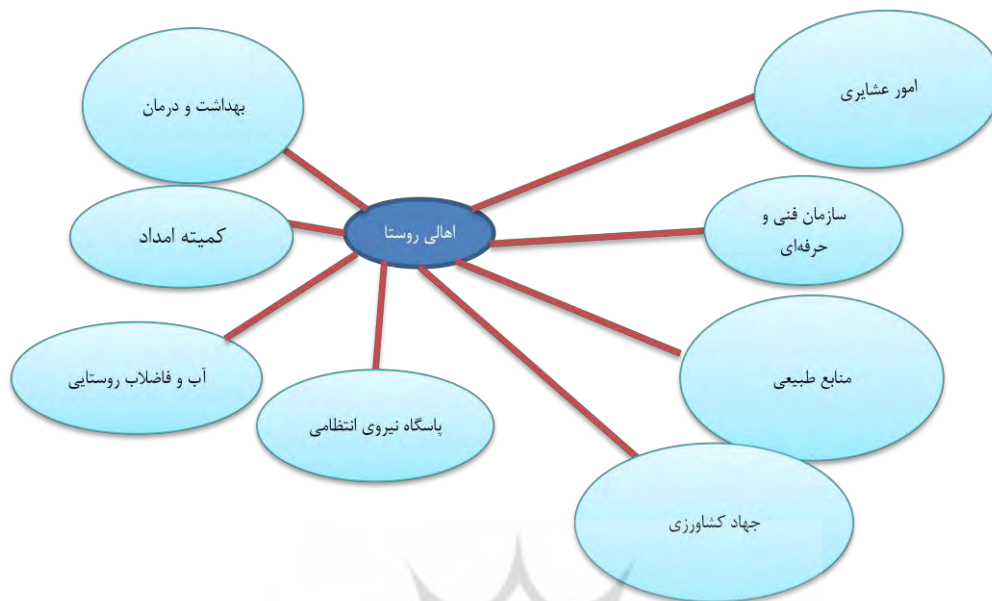 امور عشایری
بهداشت و درمان
سازمان فنی و
حرفه‌ای
کمیته امداد
اهالی روستا
منابع طبیعی
آب و فاضلاب روستایی
پاسگاه نیروی انتظامی
جهاد کشاورزی